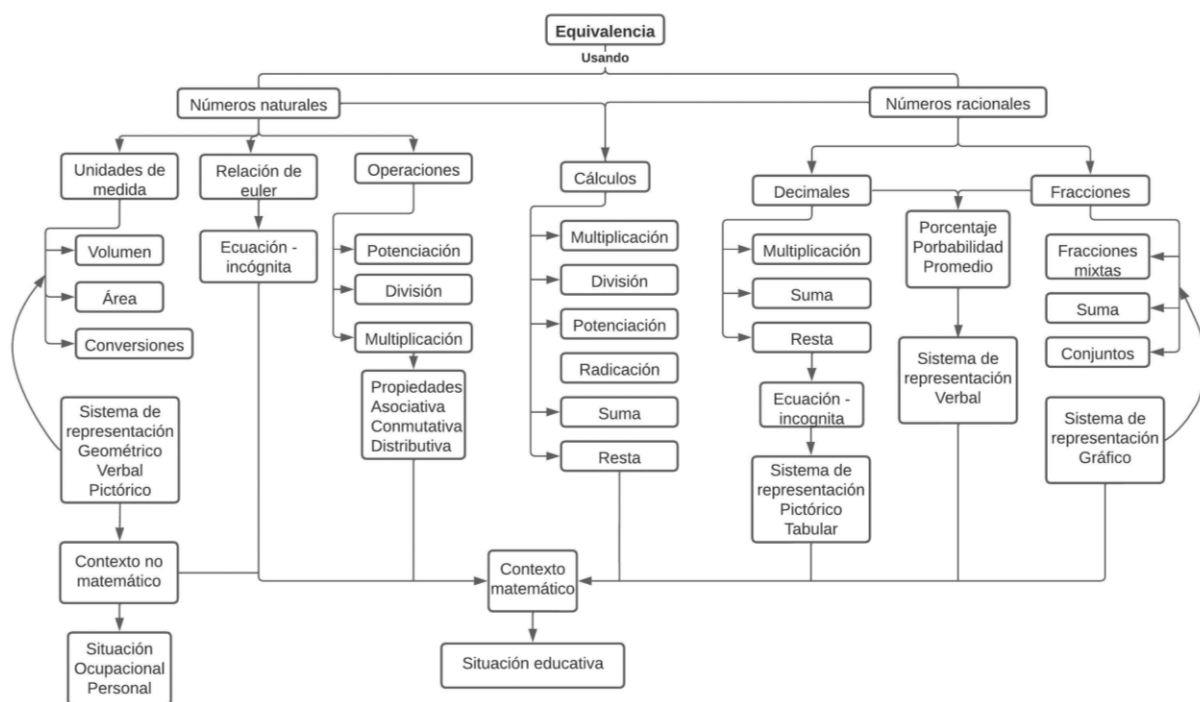 Equivalencia
Usando
Números naturales
Números racionales
Unidades de
medida
Relación de
euler
Operaciones
Cálculos
Decimales
Fracciones
Volumen
Área
Conversiones
Ecuación -
incógnita
Potenciación
División
Multiplicación
Propiedades
Asociativa
Conmutativa
Distributiva
Multiplicación
División
Potenciación
Radicación
Suma
Resta
Multiplicación
Suma
Resta
Ecuación -
incognita
Sistema de
representación
Pictórico
Tabular
Porcentaje
Porbabilidad
Promedio
Sistema de
representación
Verbal
Fracciones
mixtas
Suma
Conjuntos
Sistema de
representación
Gráfico
Sistema de
representación
Geométrico
Verbal
Pictórico
Contexto no
matemático
Situación
Ocupacional
Personal
Contexto
matemático
Situación educativa